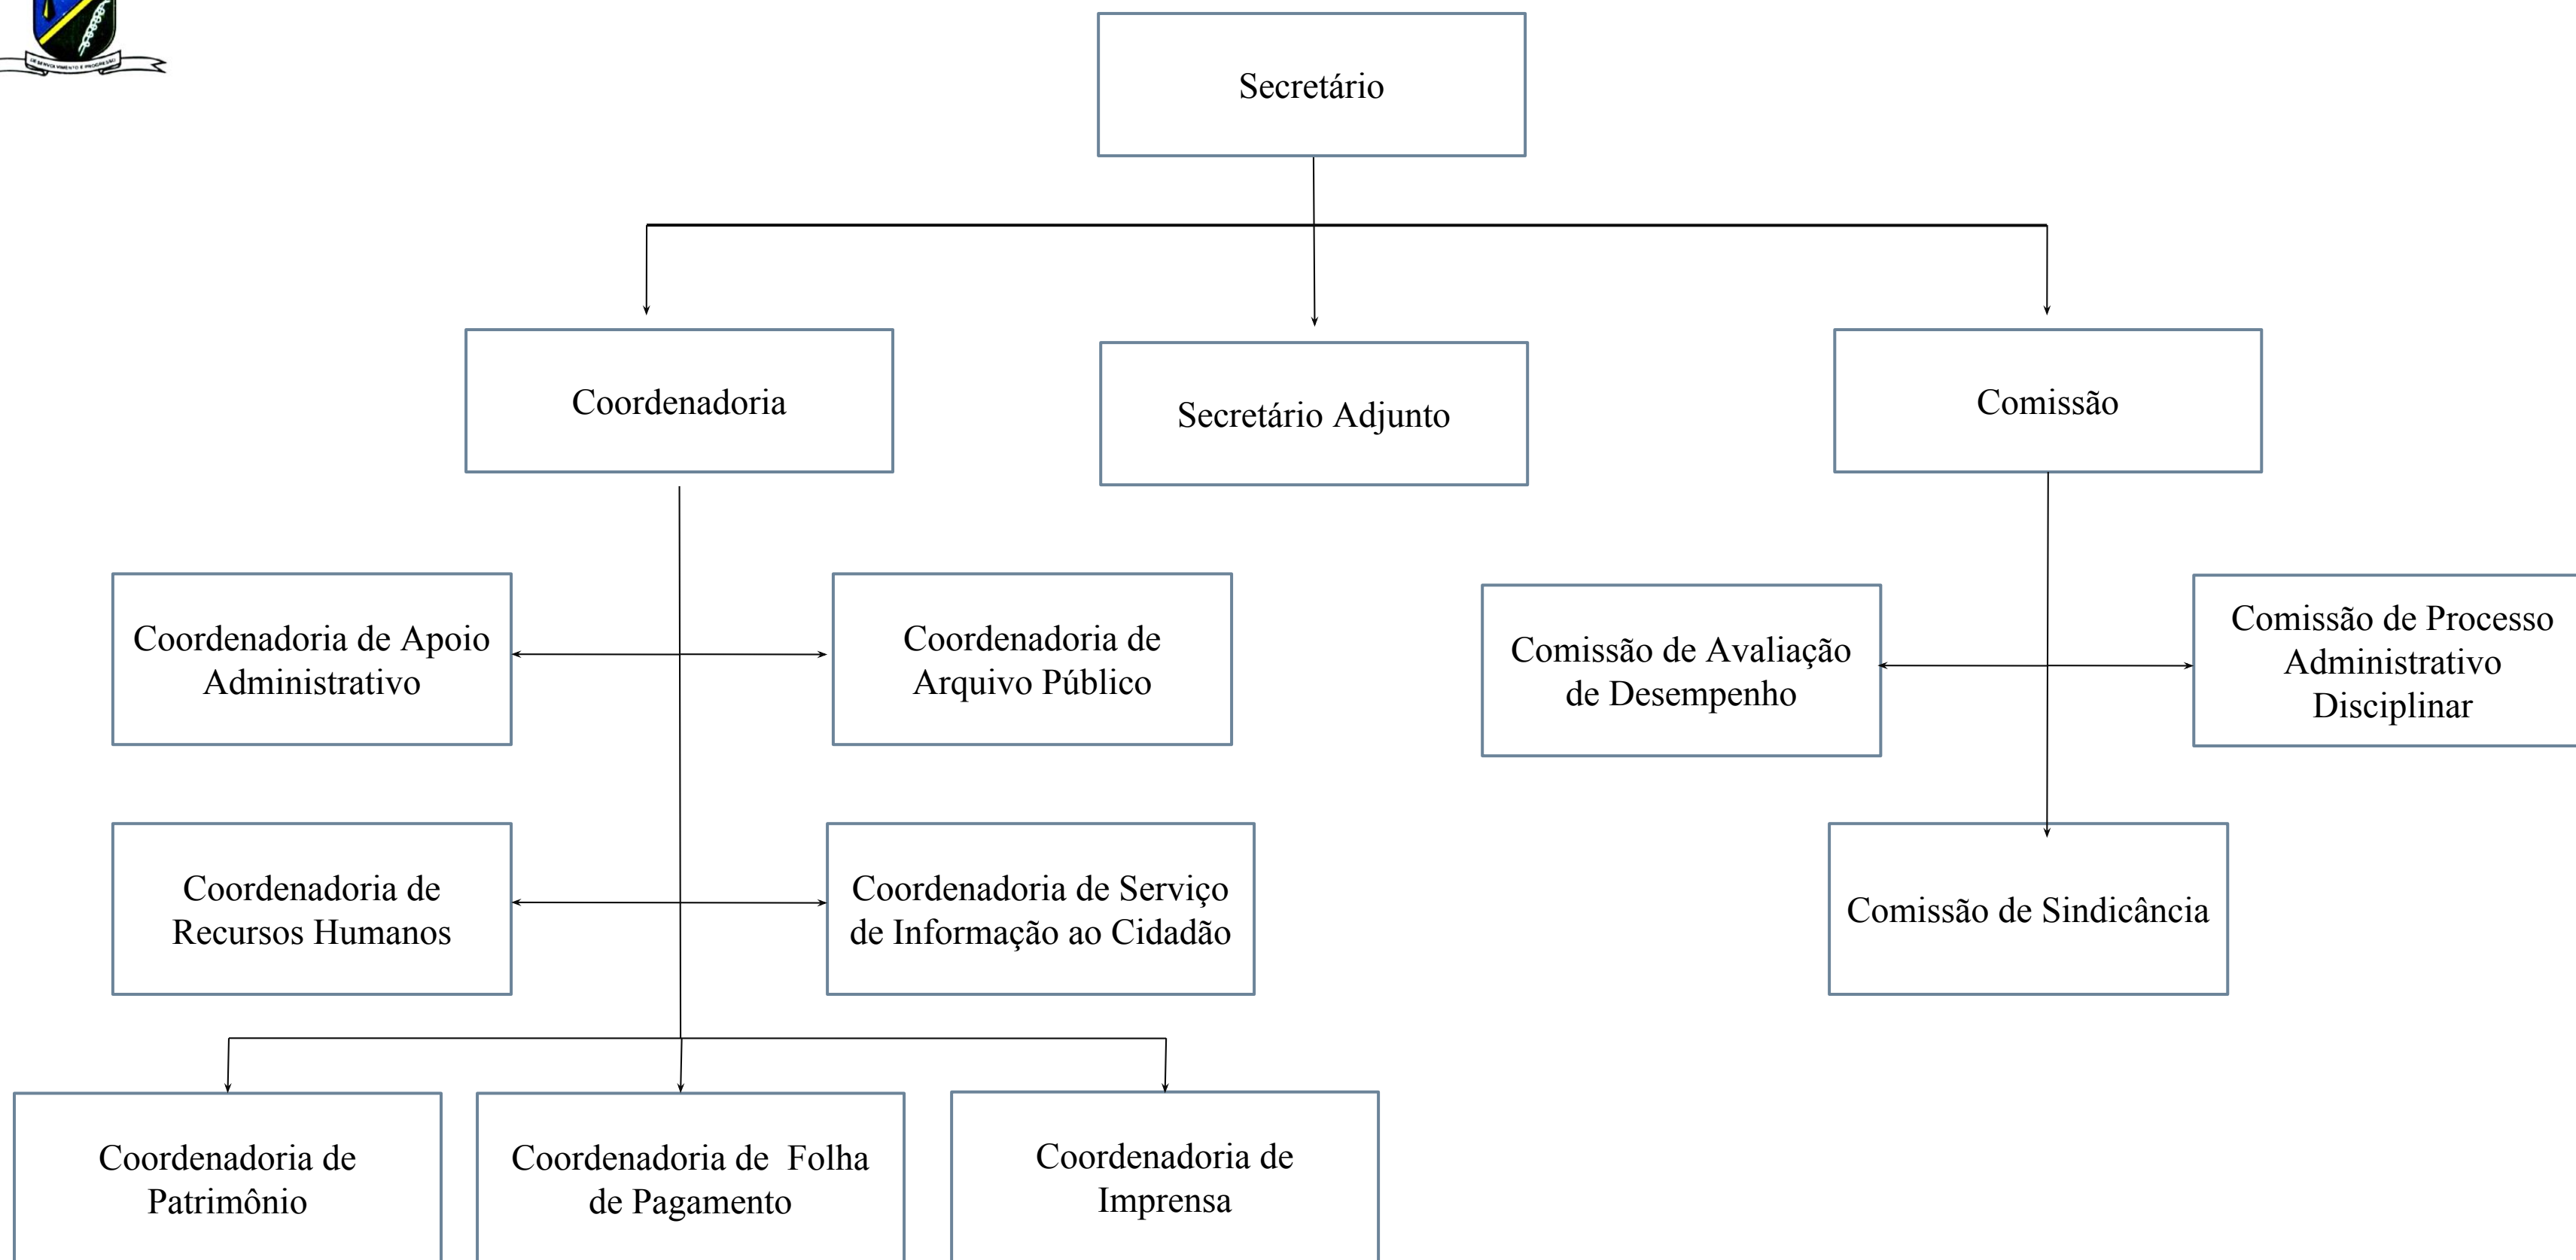 DESENVOLVIMENTO E PROGRESSO
Secretário
Coordenadoria
Secretário Adjunto
Comissão
Coordenadoria de Apoio
Administrativo
Coordenadoria de
Arquivo Público
Comissão de Avaliação
de Desempenho
Comissão de Processo
Administrativo
Disciplinar
Coordenadoria de
Recursos Humanos
Coordenadoria de Serviço
de Informação ao Cidadão
Comissão de Sindicância
Coordenadoria de
Patrimônio
Coordenadoria de  Folha
de Pagamento
Coordenadoria de
Imprensa